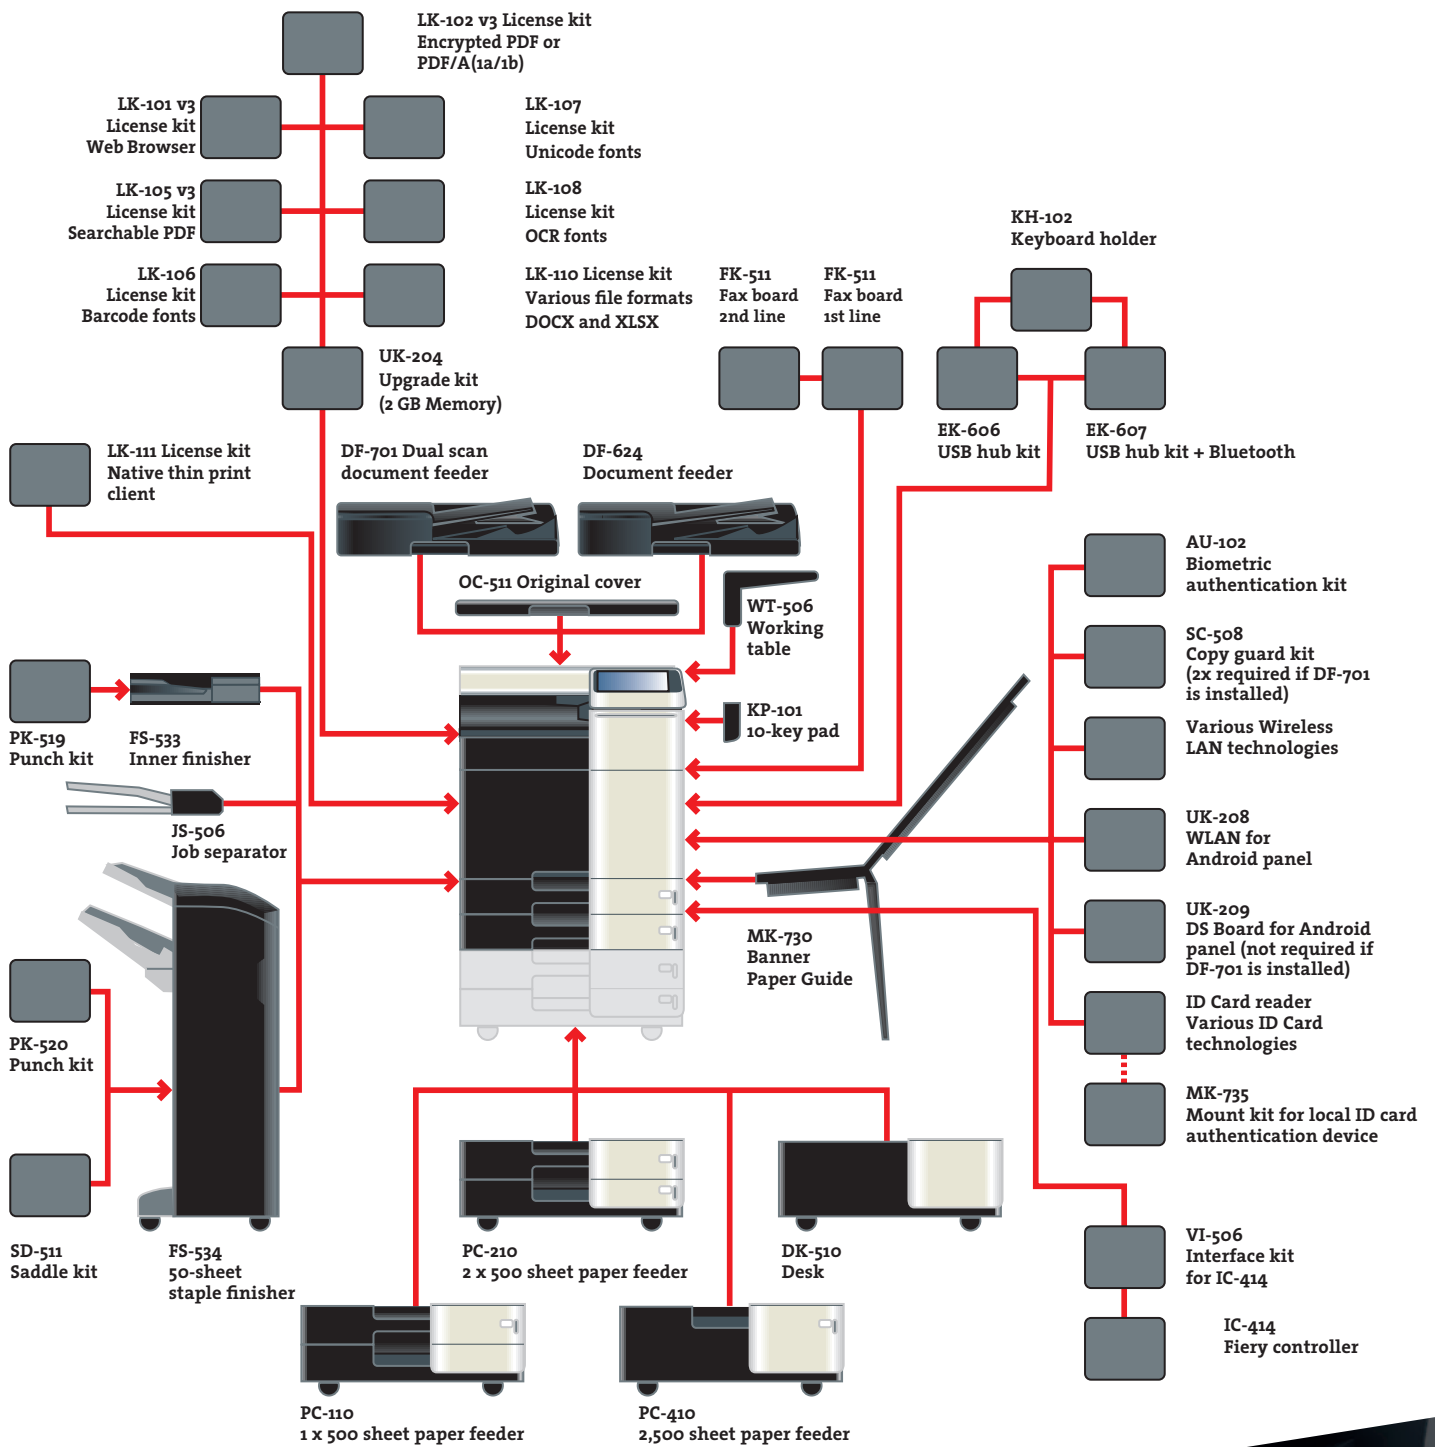 LK-102 v3 License kit
Encrypted PDF or
PDF/A(1a/1b)
LK-101 v3
License kit
Web Browser
LK-107
License kit
Unicode fonts
LK-105 v3
License kit
Searchable PDF
LK-108
License kit
OCR fonts
KH-102
Keyboard holder
LK-106
License kit
Barcode fonts
LK-110 License kit
Various file formats
DOCX and XLSX
FK-511
Fax board
2nd line
FK-511
Fax board
1st line
UK-204
Upgrade kit
(2 GB Memory)
EK-606
USB hub kit
EK-607
USB hub kit + Bluetooth
LK-111 License kit
Native thin print
client
DF-701 Dual scan
document feeder
DF-624
Document feeder
OC-511 Original cover
WT-506
Working
table
AU-102
Biometric
authentication kit
SC-508
Copy guard kit
(2x required if DF-701
is installed)
KP-101
10-key pad
Various Wireless
LAN technologies
PK-519
Punch kit
FS-533
Inner finisher
JS-506
Job separator
UK-208
WLAN for
Android panel
MK-730
Banner
Paper Guide
UK-209
DS Board for Android
panel (not required if
DF-701 is installed)
ID Card reader
Various ID Card
technologies
PK-520
Punch kit
MK-735
Mount kit for local ID card
authentication device
SD-511
Saddle kit
FS-534
50-sheet
staple finisher
PC-210
2 x 500 sheet paper feeder
DK-510
Desk
VI-506
Interface kit
for IC-414
IC-414
Fiery controller
PC-110
1 x 500 sheet paper feeder
PC-410
2,500 sheet paper feeder